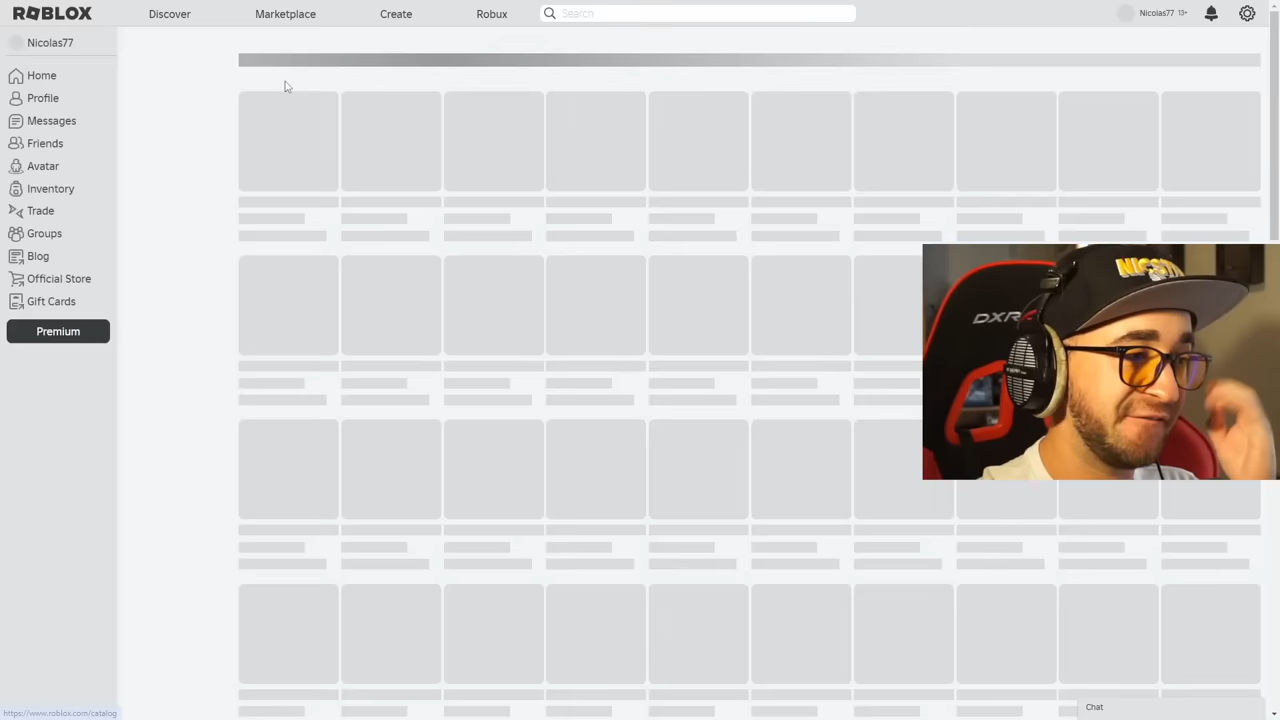 ROBLOX
Discover
Marketplace
Create
Robux
Search
Nicolas77 13+
Nicolas77
Home
Profile
Messages
Friends
Avatar
Inventory
Trade
Groups
Blog
Official Store
Gift Cards
Premium
DXR
Chat
https://www.roblox.com/catalog